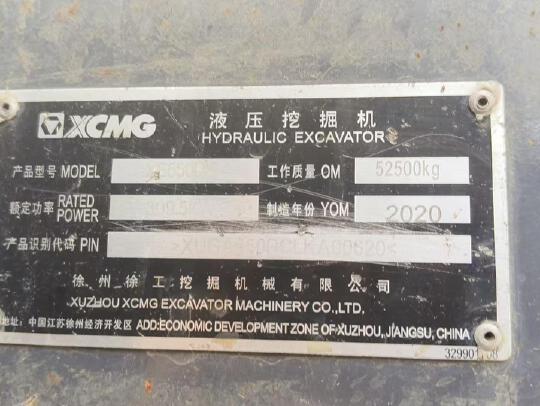 XCMG
液压挖掘机
HYDRAULIC EXCAVATOR
产品型号 MODEL 工作质量 OM 52500kg
额定功率 RATED POWER 制造年份 YOM 2020
产品识别代码 PIN
徐州徐工挖掘机械有限公司
XUZHOU XCMG EXCAVATOR MACHINERY CO.,LTD.
地址: 中国江苏徐州经济开发区 ADD:ECONOMIC DEVELOPMENT ZONE OF XUZHOU, JIANGSU, CHINA